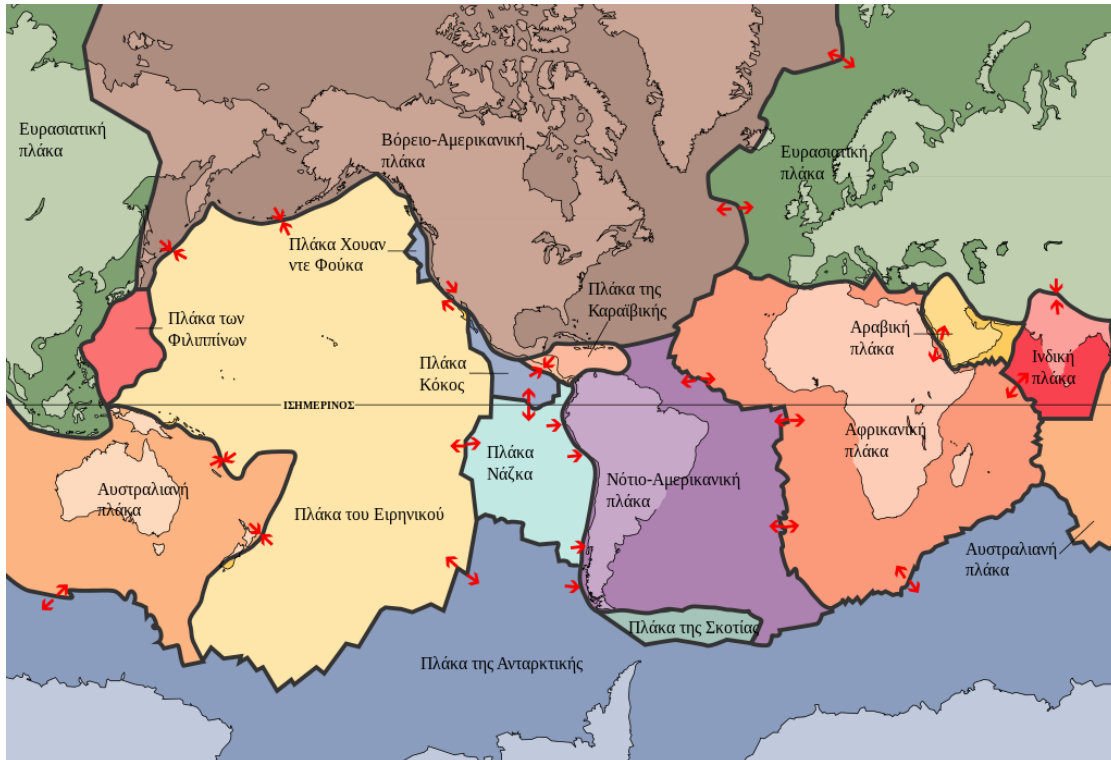 Ευρασιατική
πλάκα
Βόρειο-Αμερικανική
πλάκα
Ευρασιατική
πλάκα
Πλάκα Χουαν
ντε Φούκα
Πλάκα των
Φιλιππίνων
Πλάκα της
Καραϊβικής
Αραβική
πλάκα
Ινδική
πλάκα
Πλάκα
Κόκος
ΙΣΗΜΕΡΙΝΟΣ
Αφρικανική
πλάκα
Πλάκα
Νάζκα
Νότιο-Αμερικανική
πλάκα
Αυστραλιανή
πλάκα
Πλάκα του Ειρηνικού
Αυστραλιανή
πλάκα
Πλάκα της Σκοτίας
Πλάκα της Ανταρκτικής